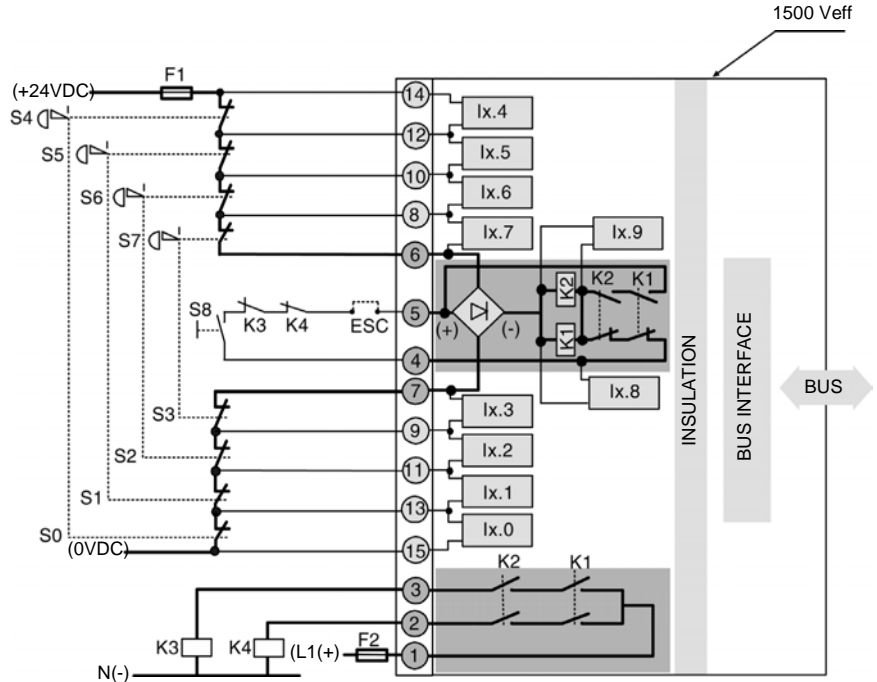 1500 Veff
F1
(+24VDC)
14
Ix.4
S4
12
S5
Ix.5
10
S6
Ix.6
8
S7
Ix.7
Ix.9
6
K2
K2 K1
S8
5
K3 K4 ESC
(+) (-)
K1
4
7
Ix.8
S3
Ix.3
9
S2
Ix.2
11
S1
Ix.1
13
S0
Ix.0
(0VDC)
15
INSULATION
BUS INTERFACE
BUS
K2 K1
3
2
K3 K4 (L1(+) F2
1
N(-)